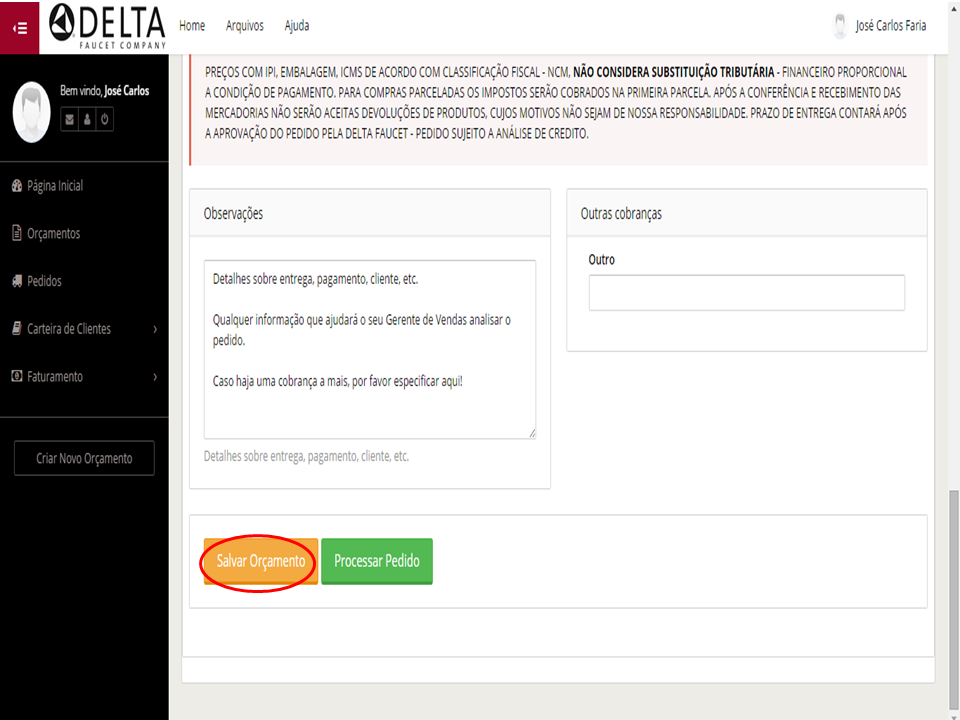 DELTA
FAUCET COMPANY
Home Arquivos Ajuda
José Carlos Faria
Bem vindo, José Carlos
Página Inicial
Orçamentos
Pedidos
Carteira de Clientes
Faturamento
Criar Novo Orçamento
PREÇOS COM IPI, EMBALAGEM, ICMS DE ACORDO COM CLASSIFICAÇÃO FISCAL - NCM, NÃO CONSIDERA SUBSTITUIÇÃO TRIBUTÁRIA - FINANCEIRO PROPORCIONAL
A CONDIÇÃO DE PAGAMENTO. PARA COMPRAS PARCELADAS OS IMPOSTOS SERÃO COBRADOS NA PRIMEIRA PARCELA. APÓS A CONFERÊNCIA E RECEBIMENTO DAS
MERCADORIAS NÃO SERÃO ACEITAS DEVOLUÇÕES DE PRODUTOS, CUJOS MOTIVOS NÃO SEJAM DE NOSSA RESPONSABILIDADE. PRAZO DE ENTREGA CONTARÁ APÓS
A APROVAÇÃO DO PEDIDO PELA DELTA FAUCET - PEDIDO SUJEITO A ANÁLISE DE CREDITO.
Observações
Detalhes sobre entrega, pagamento, cliente, etc.
Qualquer informação que ajudará o seu Gerente de Vendas analisar o
pedido.
Caso haja uma cobrança a mais, por favor especificar aqui!
Detalhes sobre entrega, pagamento, cliente, etc.
Outras cobranças
Outro
Salvar Orçamento
Processar Pedido